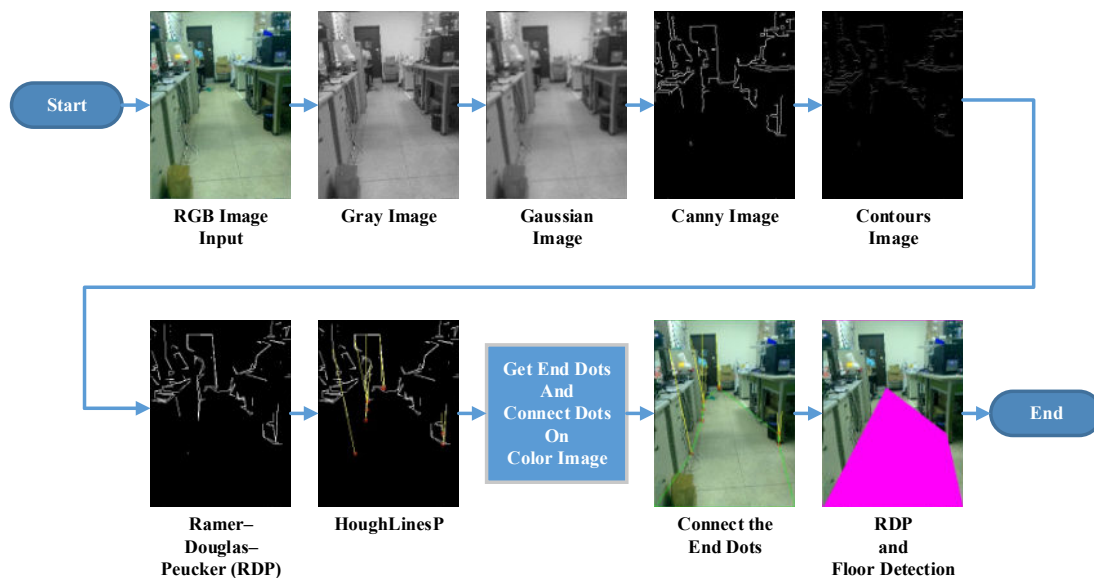 Start
RGB Image
Input
Gray Image
Gaussian
Image
Canny Image
Contours
Image
Ramer–
Douglas–
Peucker (RDP)
HoughLinesP
Get End Dots
And
Connect Dots
On
Color Image
Connect the
End Dots
RDP
and
Floor Detection
End